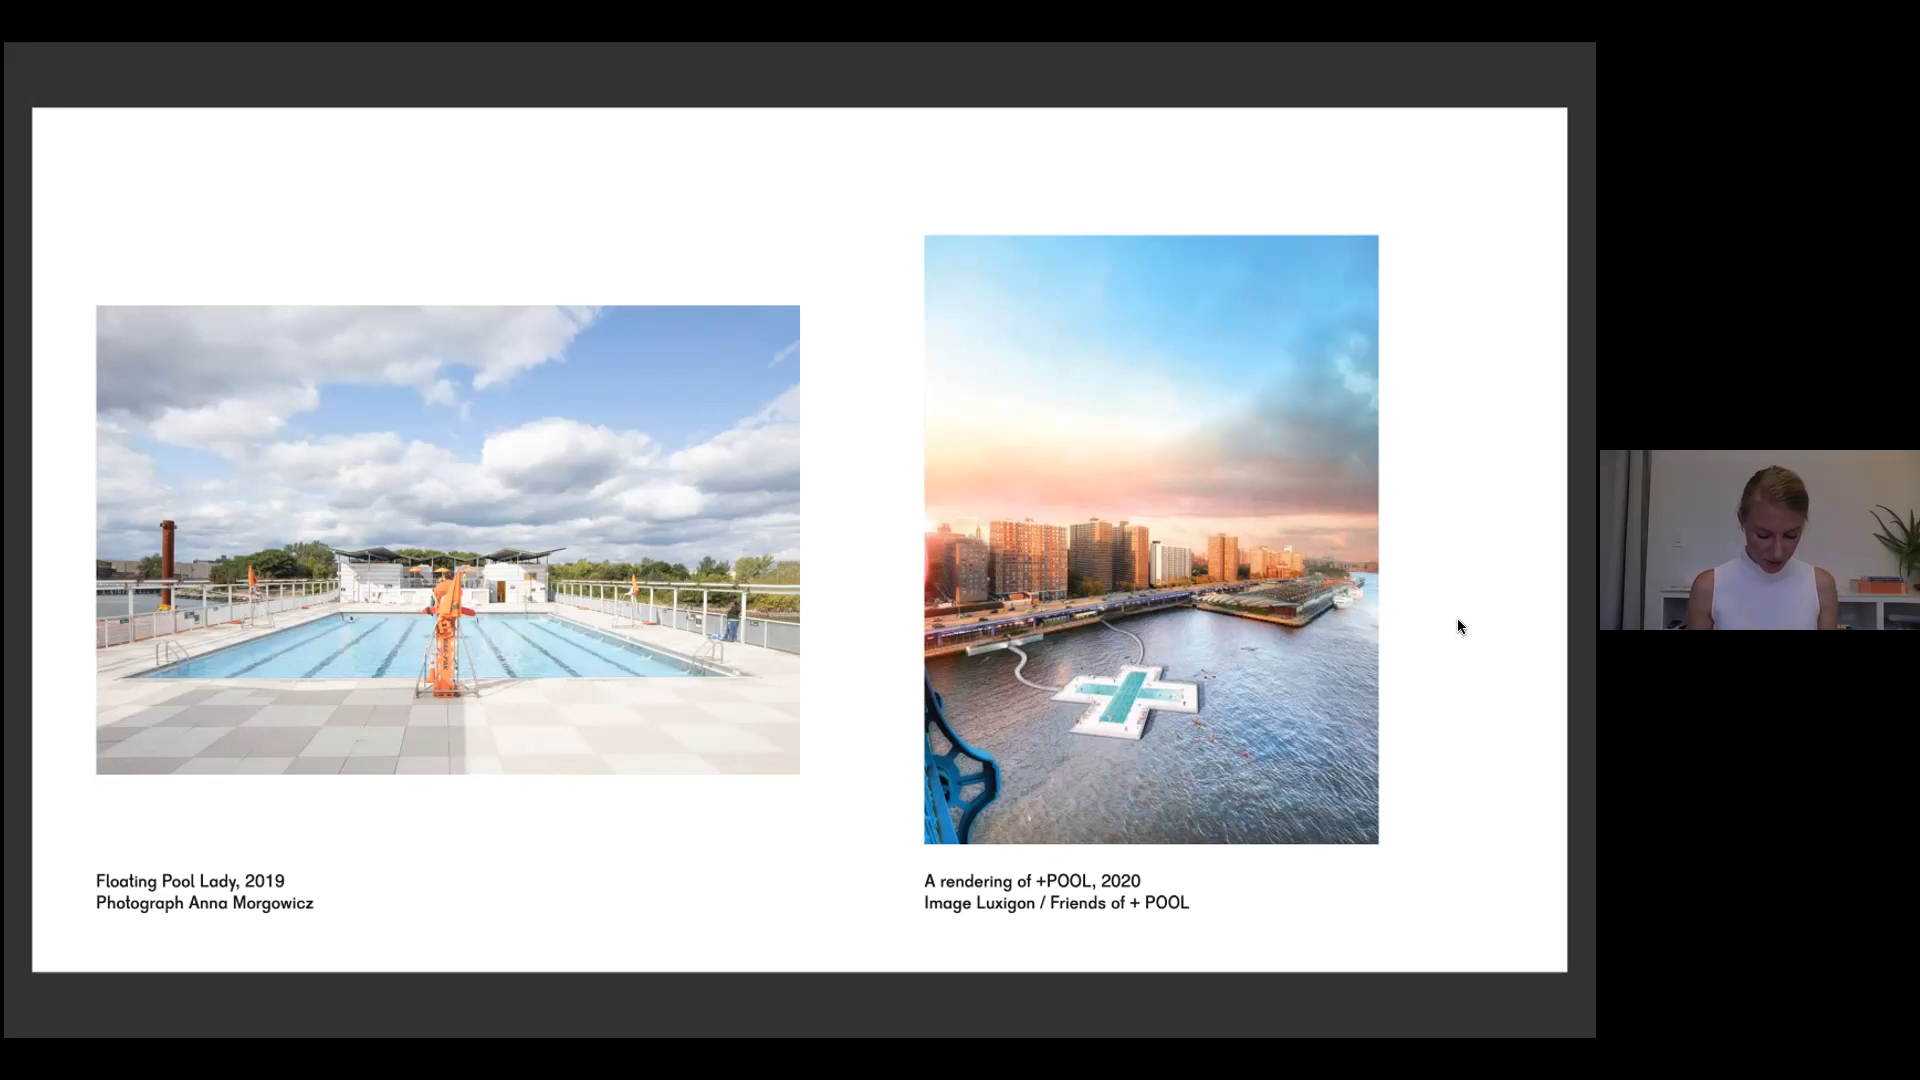 Floating Pool Lady, 2019
Photograph Anna Morgowicz
A rendering of +POOL, 2020
Image Luxigon / Friends of + POOL